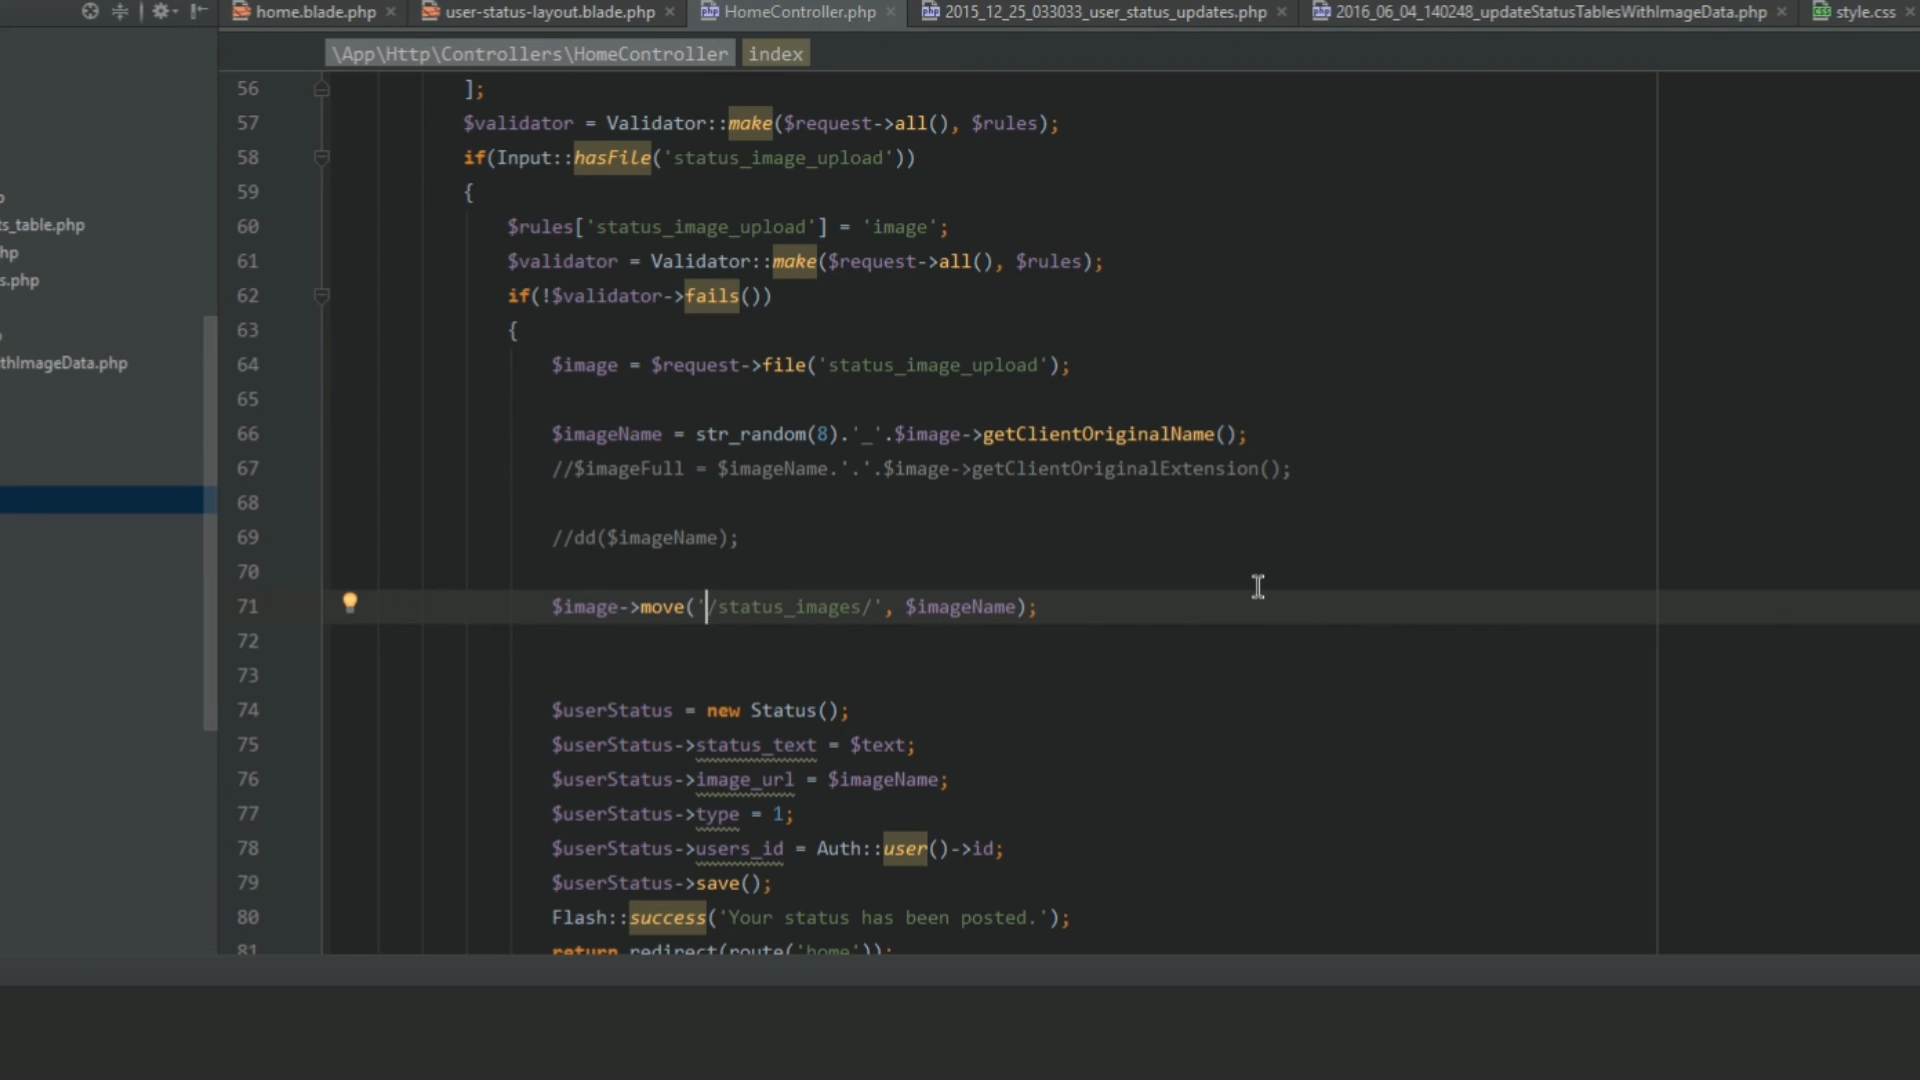 home.blade.php
user-status-layout.blade.php
HomeController.php
2015_12_25_033033_user_status_updates.php
2016_06_04_140248_updateStatusTablesWithImageData.php
style.css
\App\Http\Controllers\HomeController index
ts_table.php
hp
s.php
thImageData.php
56 ];
57 $validator = Validator::make($request->all(), $rules);
58 if(Input::hasFile('status_image_upload'))
59 {
60 $rules['status_image_upload'] = 'image';
61 $validator = Validator::make($request->all(), $rules);
62 if(!$validator->fails())
63 {
64 $image = $request->file('status_image_upload');
65
66 $imageName = str_random(8).'_'.$image->getClientOriginalName();
67 //$imageFull = $imageName.'.'.$image->getClientOriginalExtension();
68
69 //dd($imageName);
70
71 $image->move('/status_images/', $imageName);
72
73
74 $userStatus = new Status();
75 $userStatus->status_text = $text;
76 $userStatus->image_url = $imageName;
77 $userStatus->type = 1;
78 $userStatus->users_id = Auth::user()->id;
79 $userStatus->save();
80 Flash::success('Your status has been posted.');
81 return redirect(route('home'));